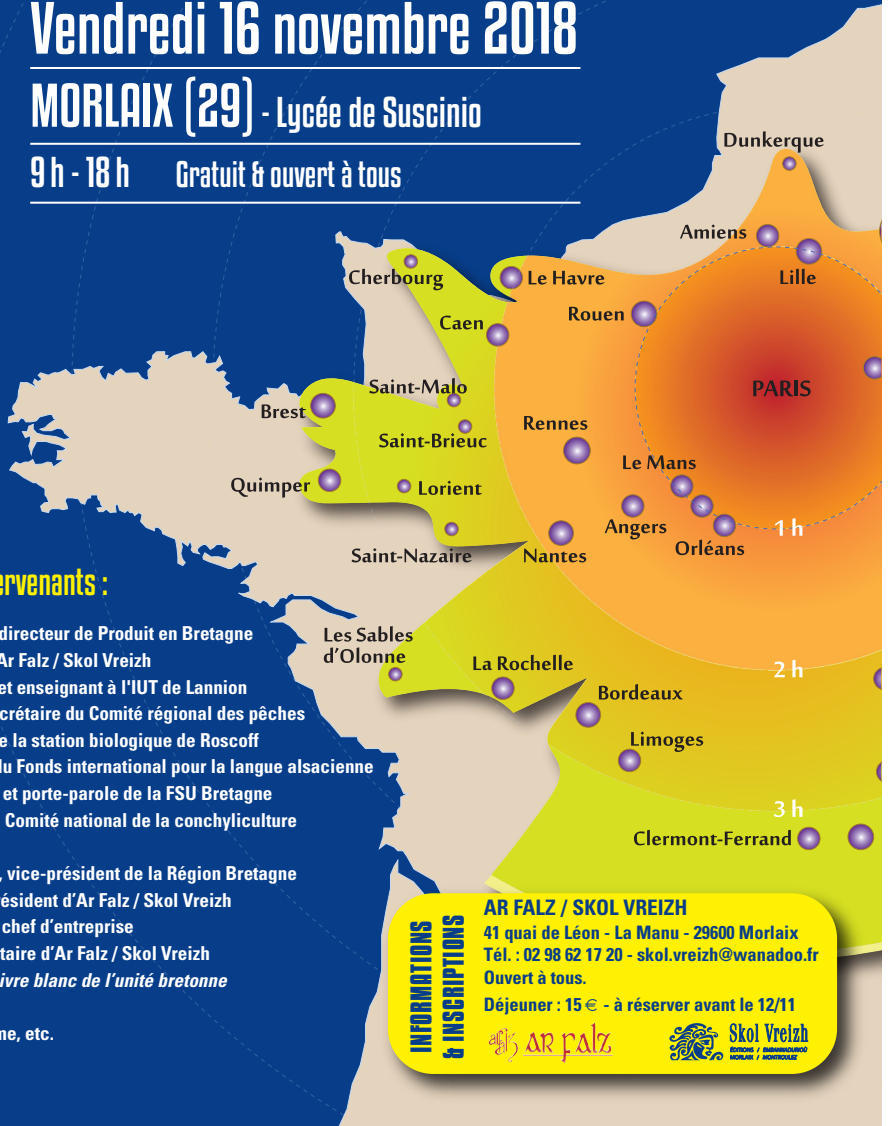 Vendredi 16 novembre 2018
MORLAIX (29) - Lycée de Suscinio
9 h - 18 h Gratuit & ouvert à tous
Dunkerque
Amiens
Lille
Cherbourg
Le Havre
Rouen
Caen
PARIS
Saint-Malo
Brest
Rennes
Saint-Brieuc
Le Mans
Quimper
Lorient
Angers
1 h
Orléans
Saint-Nazaire
Nantes
Les Sables
d'Olonne
La Rochelle
2 h
Bordeaux
Limoges
3 h
Clermont-Ferrand
ervenants :
directeur de Produit en Bretagne
Ar Falz / Skol Vreizh
et enseignant à l'IUT de Lannion
crétaire du Comité régional des pêches
e la station biologique de Roscoff
du Fonds international pour la langue alsacienne
et porte-parole de la FSU Bretagne
Comité national de la conchyliculture
, vice-président de la Région Bretagne
résident d'Ar Falz / Skol Vreizh
chef d'entreprise
taire d'Ar Falz / Skol Vreizh
ivre blanc de l'unité bretonne
me, etc.
INFORMATIONS
& INSCRIPTIONS
AR FALZ / SKOL VREIZH
41 quai de Léon - La Manu - 29600 Morlaix
Tél. : 02 98 62 17 20 - skol.vreizh@wanadoo.fr
Ouvert à tous.
Déjeuner : 15 € - à réserver avant le 12/11
AR FALZ
Skol Vreizh
ÉDITIONS / EMBANNADURIOÙ
MORLAIX / MONTROULEZ